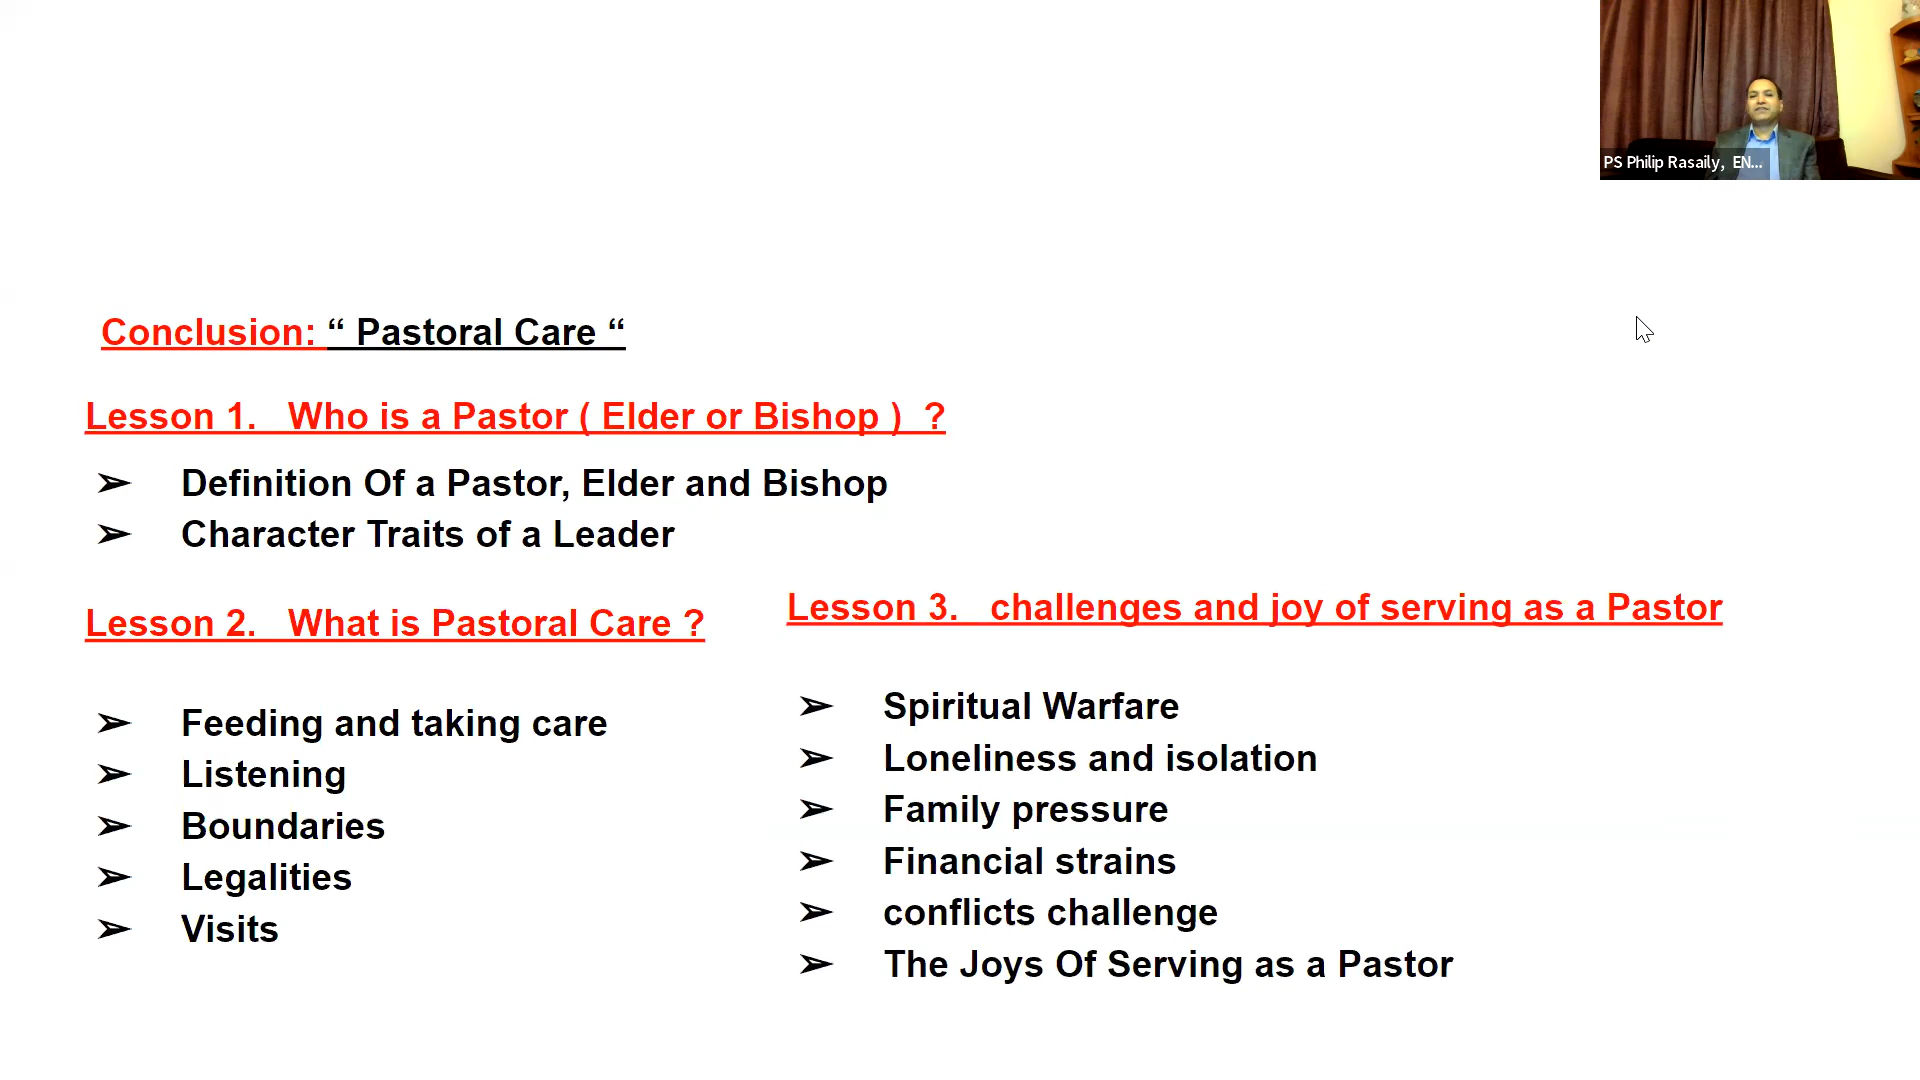 PS Philip Rasaily, EN...
Conclusion: “ Pastoral Care “
Lesson 1. Who is a Pastor ( Elder or Bishop ) ?
➢ Definition Of a Pastor, Elder and Bishop
➢ Character Traits of a Leader
Lesson 2. What is Pastoral Care ?
➢ Feeding and taking care
➢ Listening
➢ Boundaries
➢ Legalities
➢ Visits
Lesson 3. challenges and joy of serving as a Pastor
➢ Spiritual Warfare
➢ Loneliness and isolation
➢ Family pressure
➢ Financial strains
➢ conflicts challenge
➢ The Joys Of Serving as a Pastor